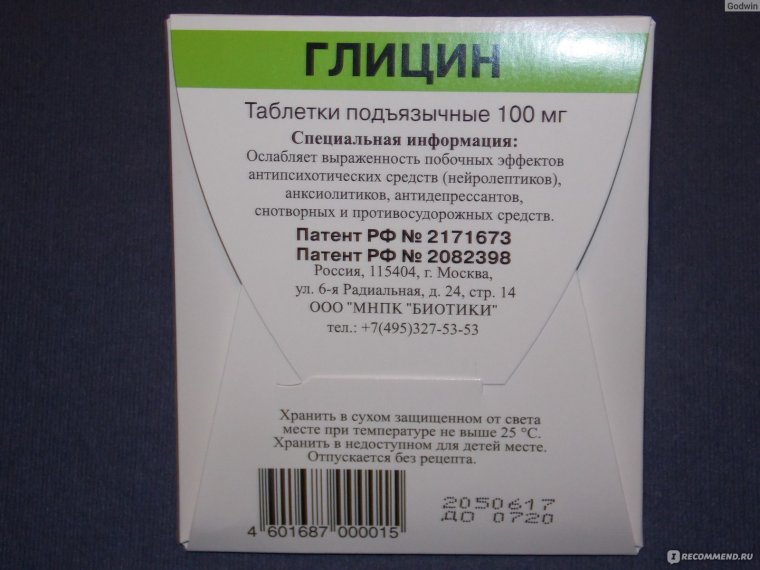 Godwin
ГЛИЦИН
Таблетки подъязычные 100 мг
Специальная информация:
Ослабляет выраженность побочных эффектов
антипсихотических средств (нейролептиков),
анксиолитиков, антидепрессантов,
снотворных и противосудорожных средств.
Патент РФ № 2171673
Патент РФ № 2082398
Россия, 115404, г. Москва,
ул. 6-я Радиальная, д. 24, стр. 14
ООО "МНПК "БИОТИКИ"
тел.: +7(495)327-53-53
Хранить в сухом защищенном от света
месте при температуре не выше 25 °С.
Хранить в недоступном для детей месте.
Отпускается без рецепта.
2050617
ДО 0720
4 601687 000015
I RECOMMEND.RU